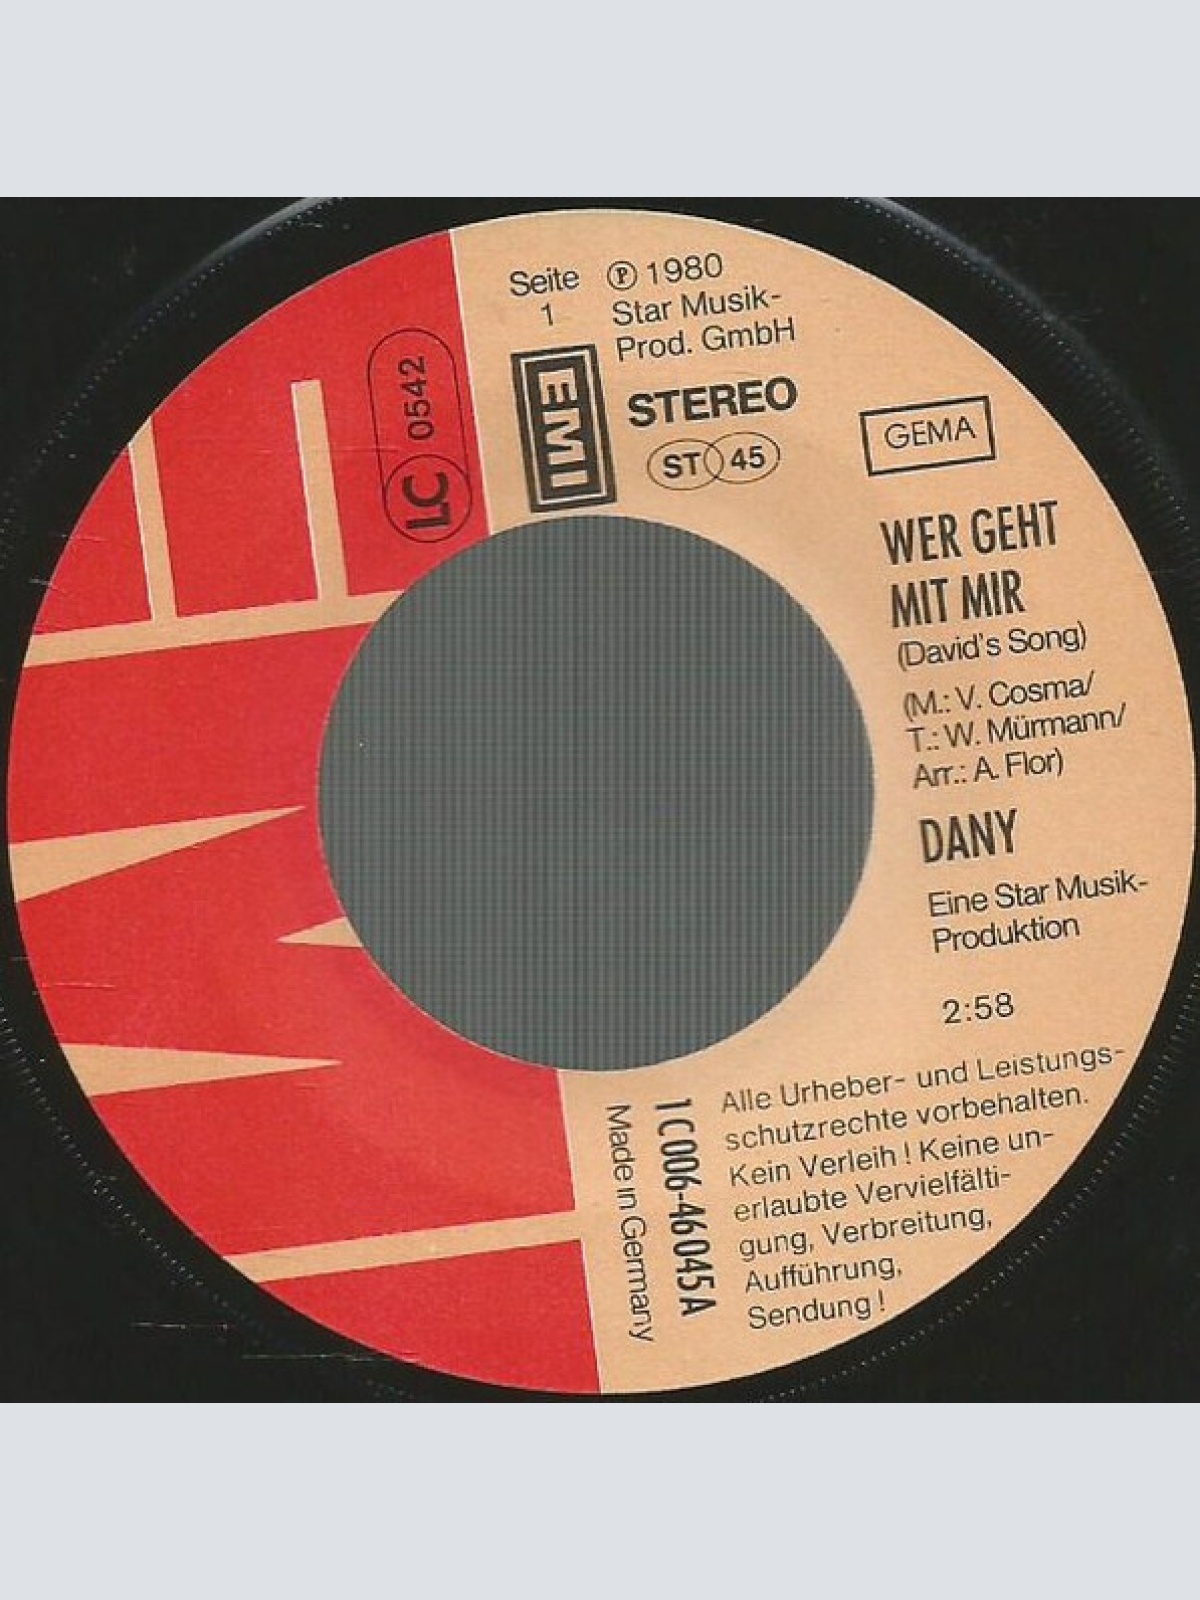 Seite
1
Ⓟ 1980
Star Musik-
Prod. GmbH
EMI
STEREO
ST 45
LC 0542
GEMA
WER GEHT
MIT MIR
(David's Song)
(M.: V. Cosma/
T.: W. Mürmann/
Arr.: A. Flor)
DANY
Eine Star Musik-
Produktion
2:58
Alle Urheber- und Leistungs-
schutzrechte vorbehalten.
Kein Verleih! Keine un-
erlaubte Vervielfälti-
gung, Verbreitung,
Aufführung,
Sendung!
1C 006-46 045 A
Made in Germany